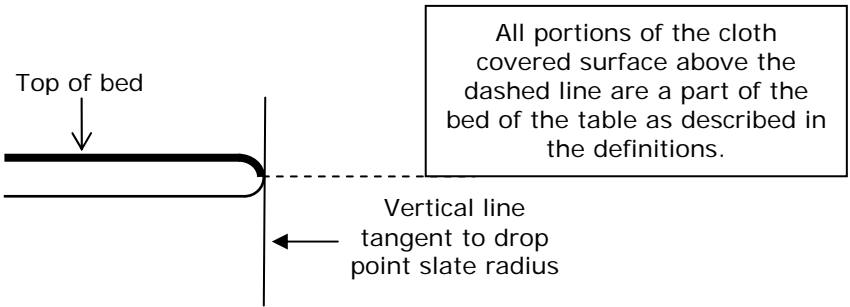 All portions of the cloth
covered surface above the
dashed line are a part of the
bed of the table as described in
the definitions.
Top of bed
Vertical line
tangent to drop
point slate radius